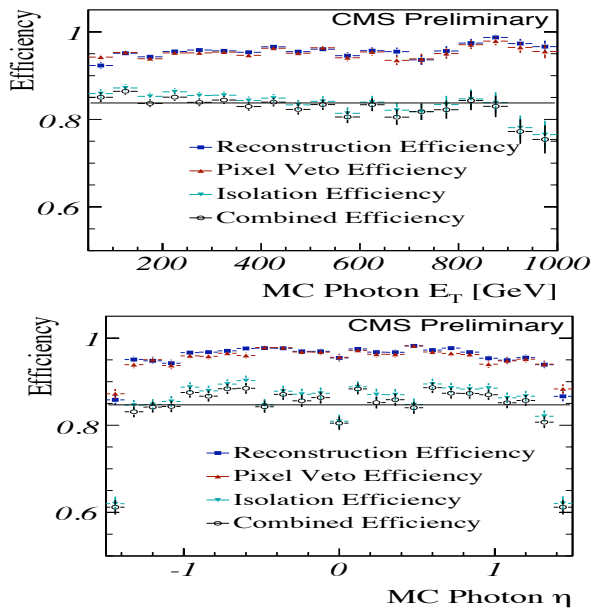 CMS Preliminary
Efficiency
1
0.8
0.6
Reconstruction Efficiency
Pixel Veto Efficiency
Isolation Efficiency
Combined Efficiency
200 400 600 800 1000
MC Photon E_T [GeV]
CMS Preliminary
Efficiency
1
0.8
0.6
Reconstruction Efficiency
Pixel Veto Efficiency
Isolation Efficiency
Combined Efficiency
-1 0 1
MC Photon η